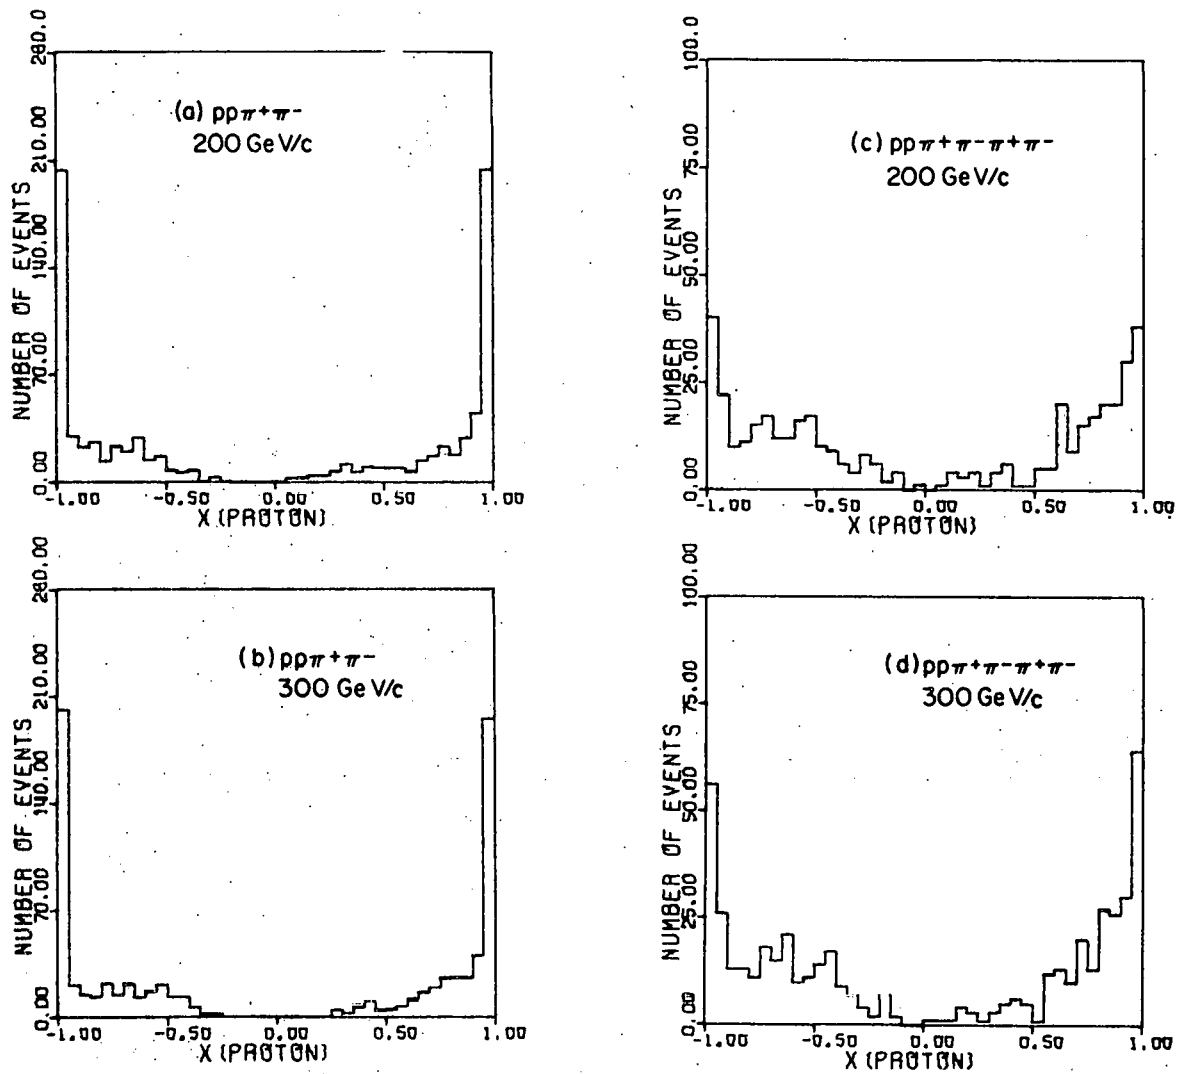 (a) ppπ+π-
200 GeV/c
NUMBER OF EVENTS
280.0
210.00
140.00
70.00
0.00
-1.00 -0.50 0.00 0.50 1.00
X (PROTON)
(c) ppπ+π-π+π-
200 GeV/c
NUMBER OF EVENTS
100.0
75.00
50.00
25.00
0.00
-1.00 -0.50 0.00 0.50 1.00
X (PROTON)
(b) ppπ+π-
300 GeV/c
NUMBER OF EVENTS
280.00
210.00
140.00
70.00
0.00
-1.00 -0.50 0.00 0.50 1.00
X (PROTON)
(d) ppπ+π-π+π-
300 GeV/c
NUMBER OF EVENTS
100.00
75.00
50.00
25.00
0.00
-1.00 -0.50 0.00 0.50 1.00
X (PROTON)